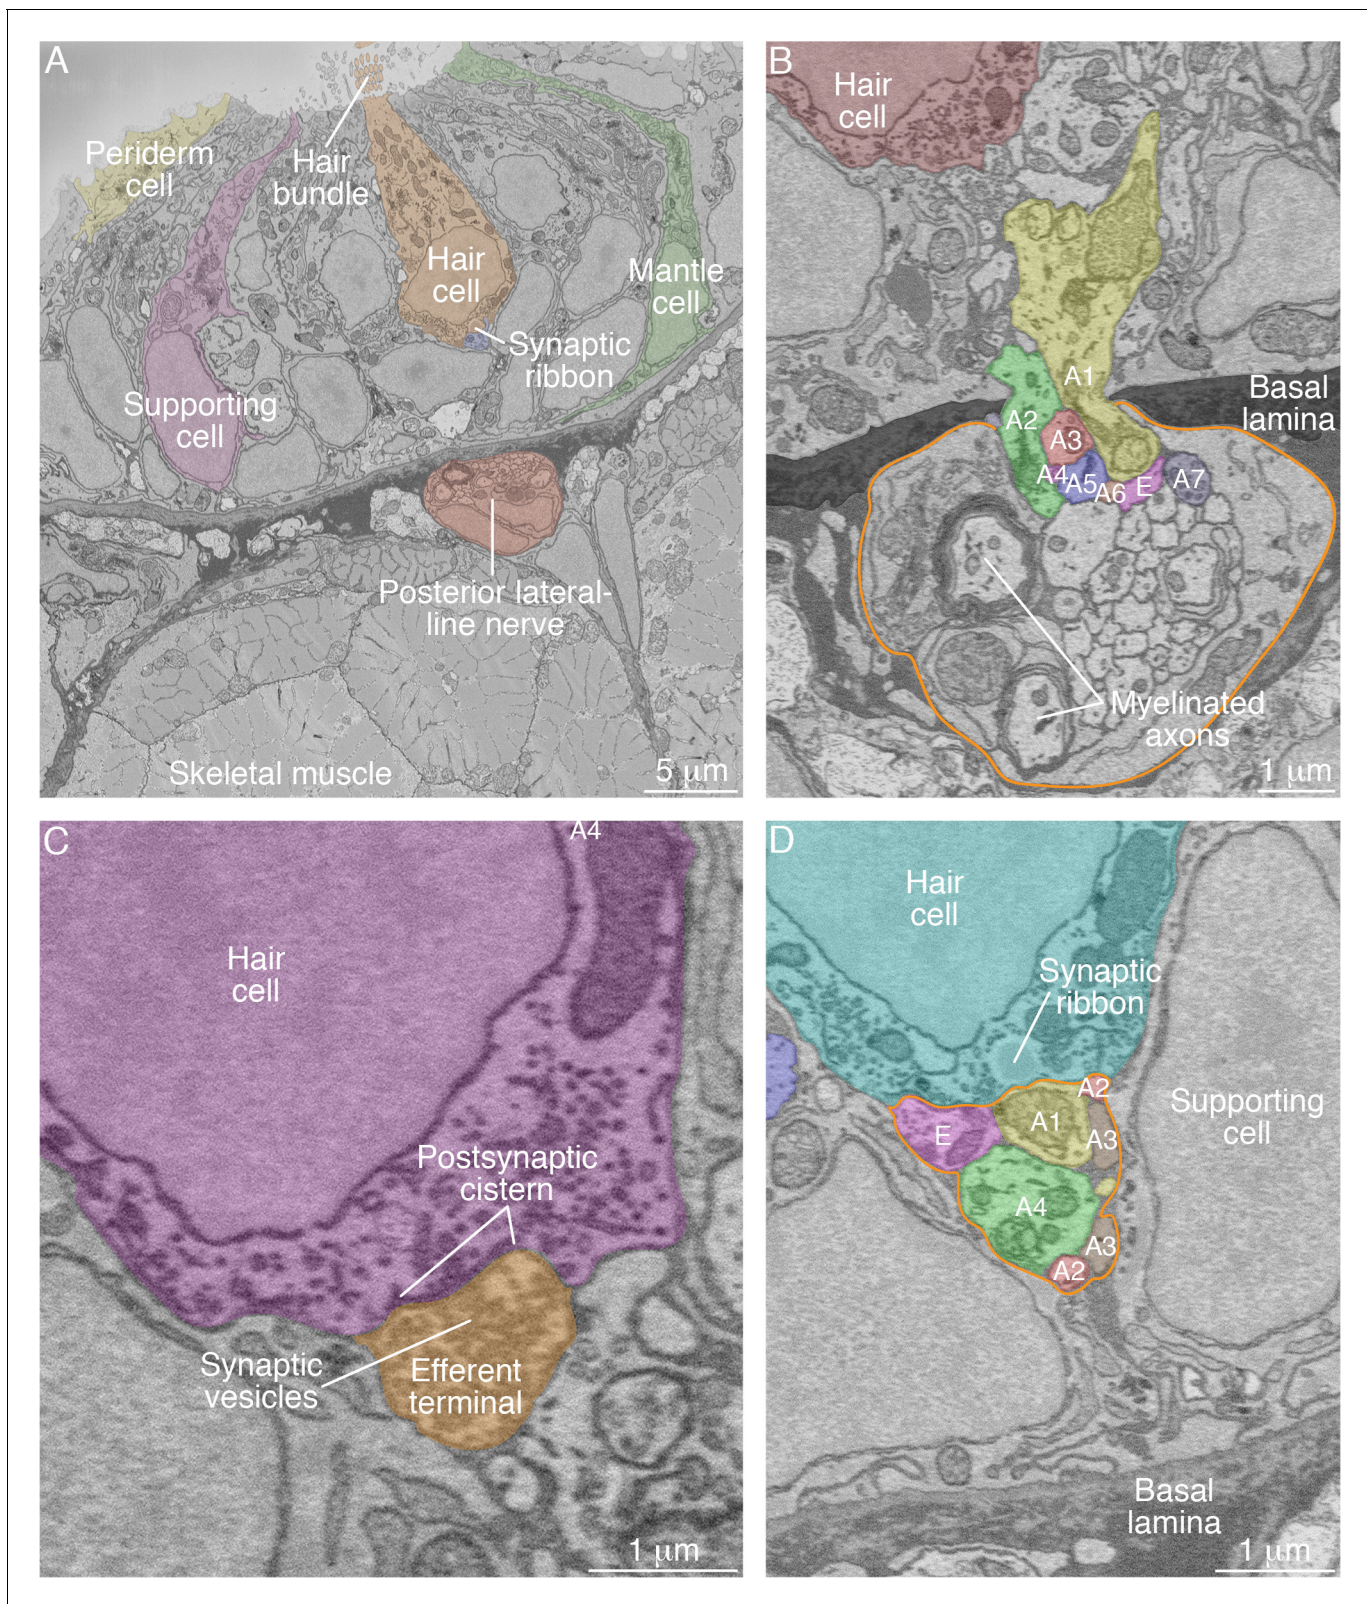 A
Periderm
cell
Hair
bundle
Hair
cell
Mantle
cell
Synaptic
ribbon
Supporting
cell
Posterior lateral-
line nerve
Skeletal muscle
5 μm
B
Hair
cell
A1
Basal
lamina
A2
A3
A4
A5
A6
E
A7
Myelinated
axons
1 μm
C
A4
Hair
cell
Postsynaptic
cistern
Synaptic
vesicles
Efferent
terminal
1 μm
D
Hair
cell
Synaptic
ribbon
A2
Supporting
cell
E
A1
A3
A4
A3
A2
Basal
lamina
1 μm